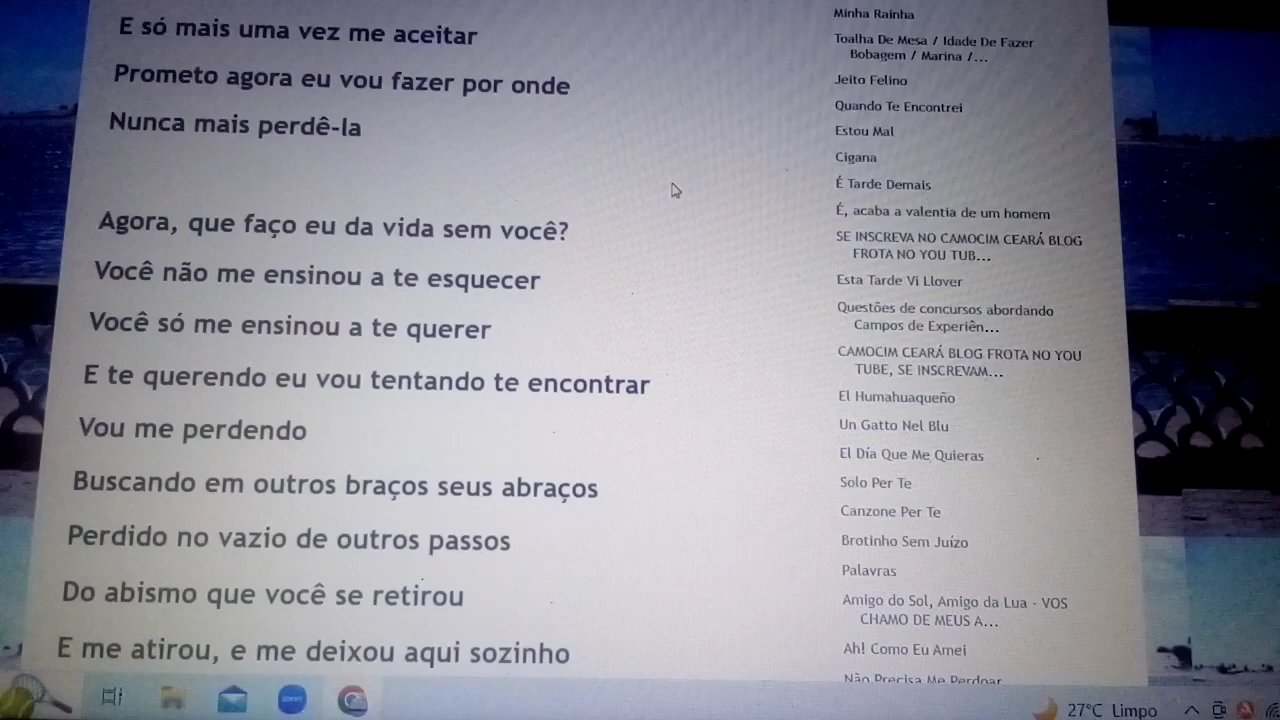 E só mais uma vez me aceitar
Prometo agora eu vou fazer por onde
Nunca mais perdê-la
Agora, que faço eu da vida sem você?
Você não me ensinou a te esquecer
Você só me ensinou a te querer
E te querendo eu vou tentando te encontrar
Vou me perdendo
Buscando em outros braços seus abraços
Perdido no vazio de outros passos
Do abismo que você se retirou
E me atirou, e me deixou aqui sozinho
Minha Rainha
Toalha De Mesa / Idade De Fazer
Bobagem / Marina /...
Jeito Felino
Quando Te Encontrei
Estou Mal
Cigana
É Tarde Demais
É, acaba a valentia de um homem
SE INSCREVA NO CAMOCIM CEARÁ BLOG
FROTA NO YOU TUB...
Esta Tarde Vi Llover
Questões de concursos abordando
Campos de Experiên...
CAMOCIM CEARÁ BLOG FROTA NO YOU
TUBE, SE INSCREVAM...
El Humahuaqueño
Un Gatto Nel Blu
El Día Que Me Quieras
Solo Per Te
Canzone Per Te
Brotinho Sem Juízo
Palavras
Amigo do Sol, Amigo da Lua - VOS
CHAMO DE MEUS A...
Ah! Como Eu Amei
Não Precisa Me Perdoar
27°C Limpo